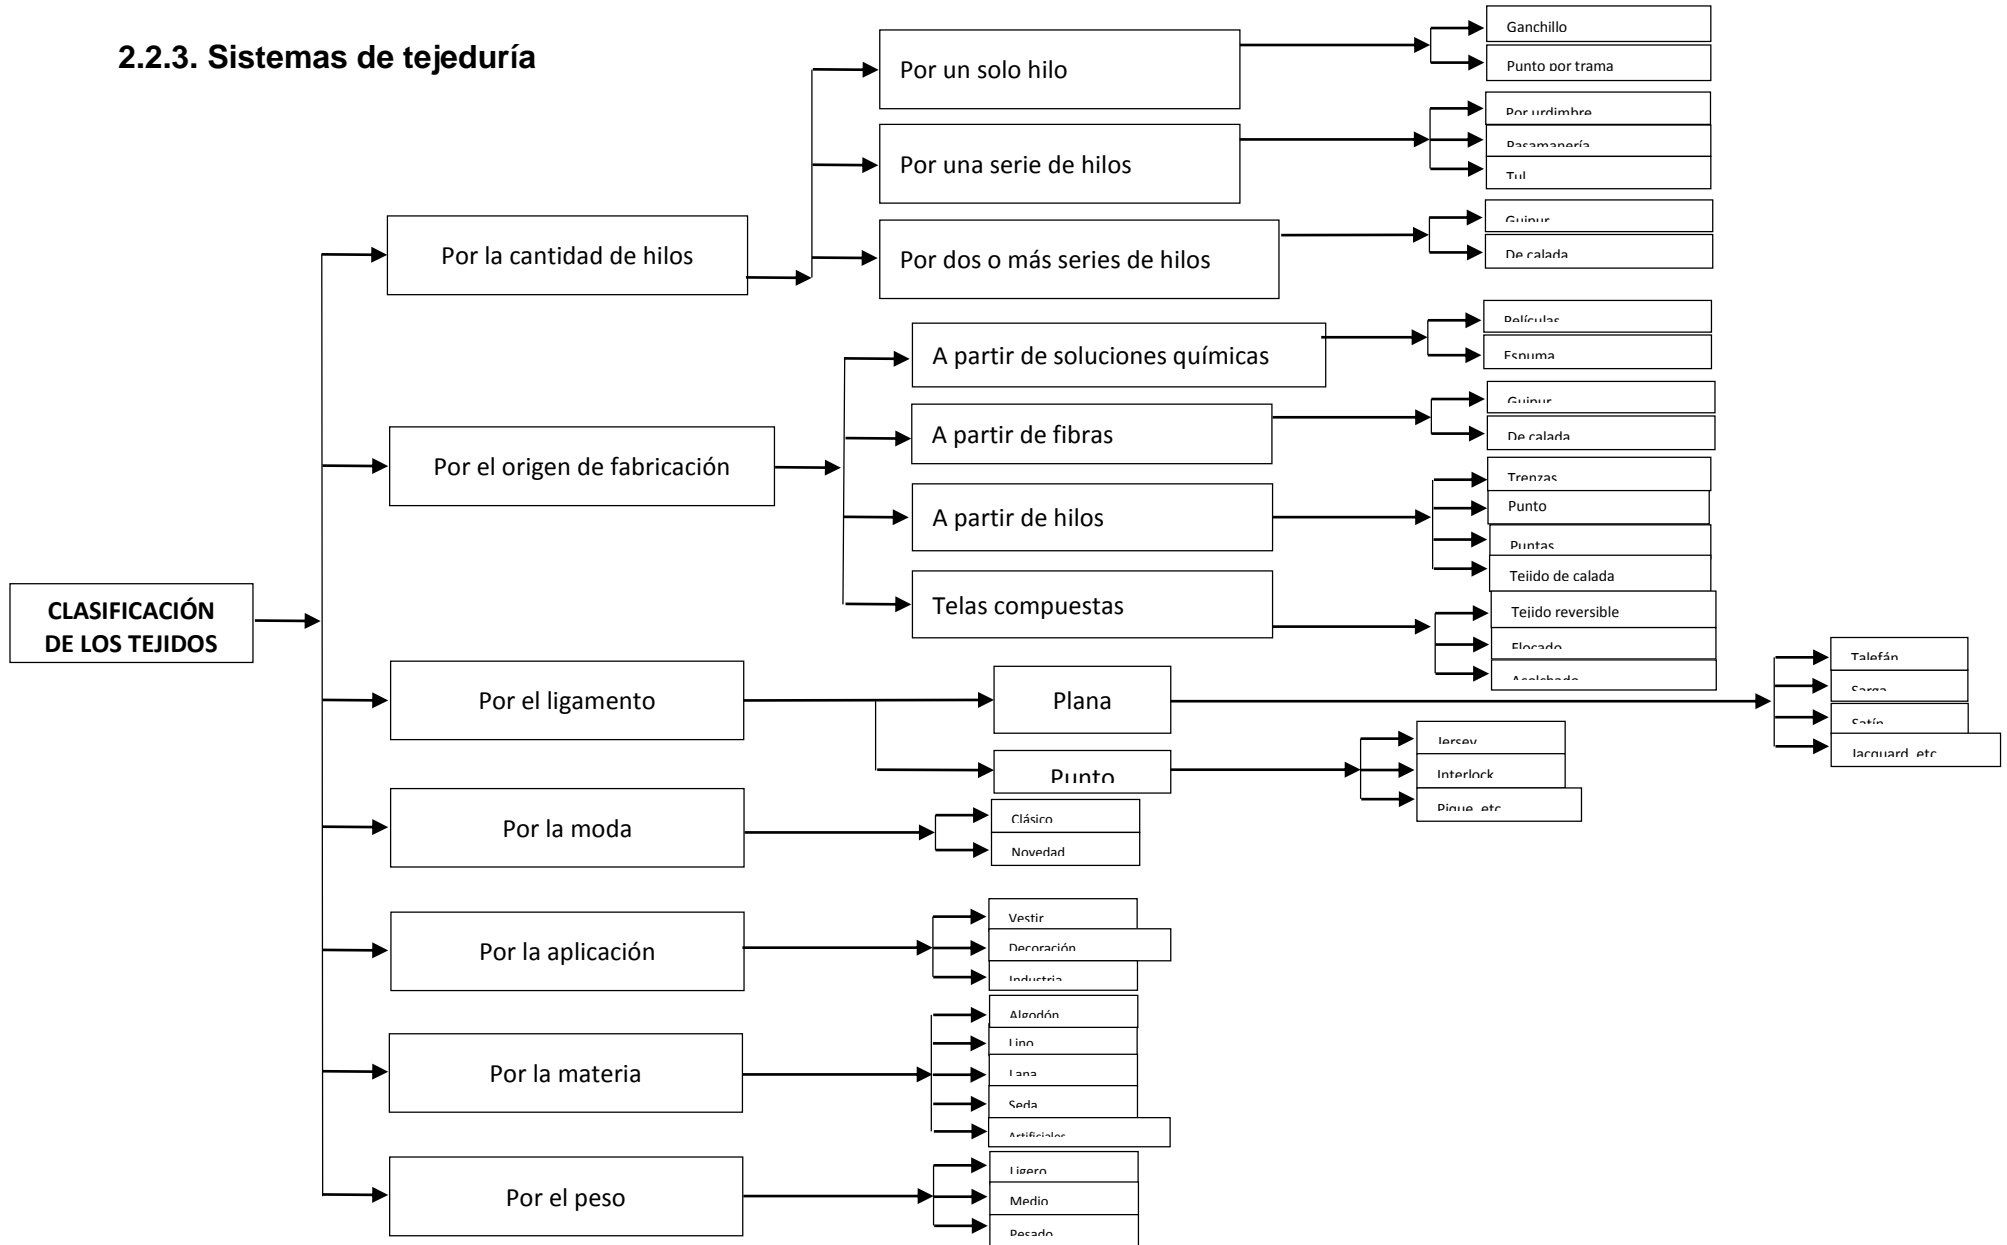 2.2.3. Sistemas de tejeduría
CLASIFICACIÓN
DE LOS TEJIDOS
Por la cantidad de hilos
Por un solo hilo
Ganchillo
Punto por trama
Por una serie de hilos
Por urdimbre
Pasamanería
Tul
Por dos o más series de hilos
Guipur
De calada
Por el origen de fabricación
A partir de soluciones químicas
Películas
Espuma
A partir de fibras
Guipur
De calada
A partir de hilos
Trenzas
Punto
Puntas
Tejido de calada
Telas compuestas
Tejido reversible
Flocado
Acolchado
Por el ligamento
Plana
Talefán
Sarga
Satín
Jacquard, etc
Punto
Jersey
Interlock
Pique, etc
Por la moda
Clásico
Novedad
Por la aplicación
Vestir
Decoración
Industria
Por la materia
Algodón
Lino
Lana
Seda
Artificiales
Por el peso
Ligero
Medio
Pesado